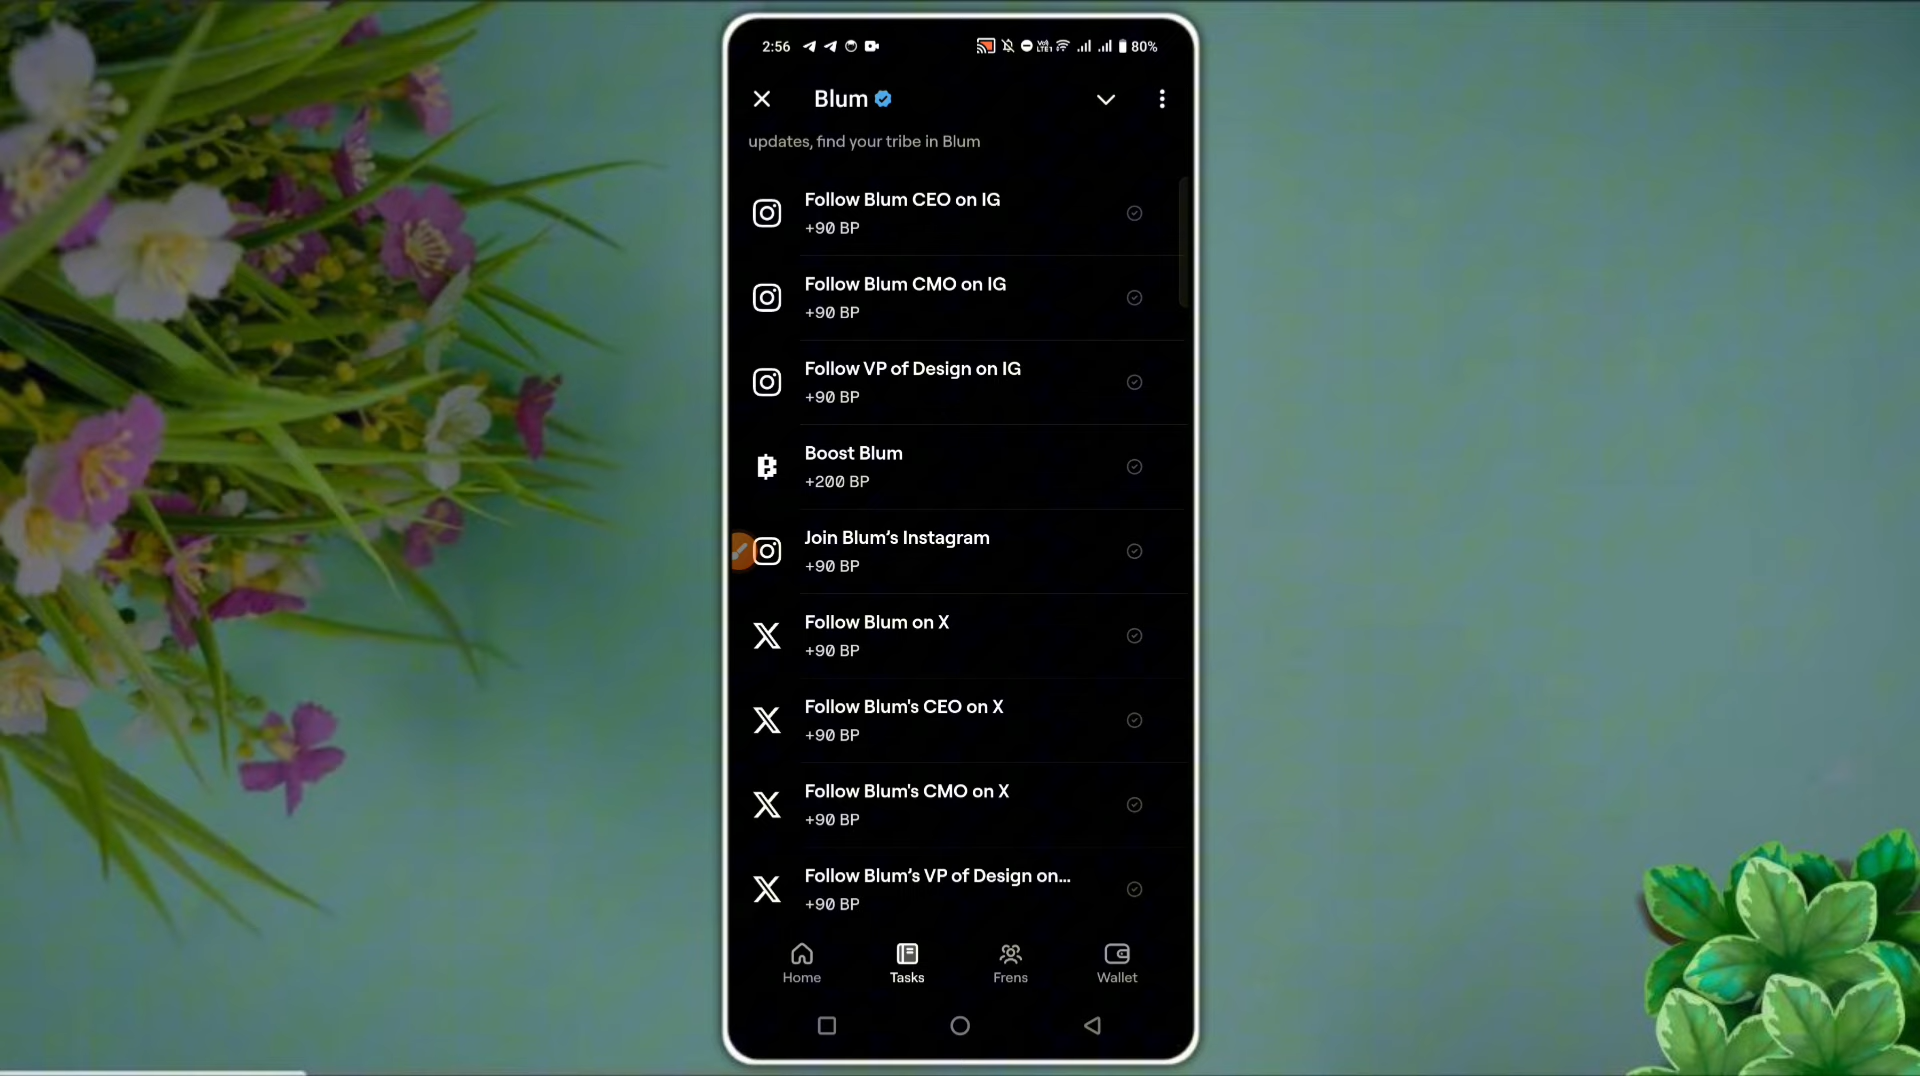 2:56
80%
Blum
updates, find your tribe in Blum
Follow Blum CEO on IG
+90 BP
Follow Blum CMO on IG
+90 BP
Follow VP of Design on IG
+90 BP
Boost Blum
+200 BP
Join Blum’s Instagram
+90 BP
Follow Blum on X
+90 BP
Follow Blum's CEO on X
+90 BP
Follow Blum's CMO on X
+90 BP
Follow Blum’s VP of Design on...
+90 BP
Home
Tasks
Frens
Wallet